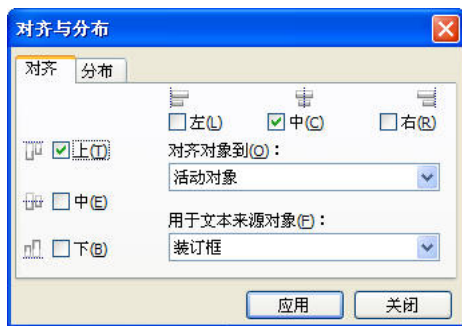 对齐与分布
对齐 分布
左(L) 中(C) 右(R)
上(T) 对齐对象到(O)：
活动对象
中(E)
用于文本来源对象(F)：
下(B) 装订框
应用 关闭